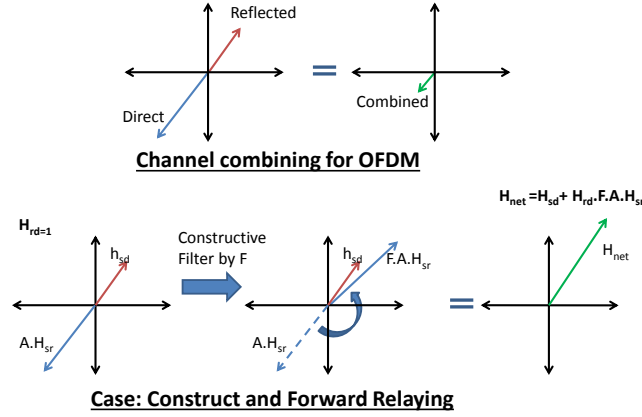 Reflected
Direct
=
Combined
Channel combining for OFDM
H_net =H_sd+ H_rd.F.A.H_sr
H_rd=1
h_sd
A.H_sr
Constructive
Filter by F
h_sd
F.A.H_sr
A.H_sr
=
H_net
Case: Construct and Forward Relaying